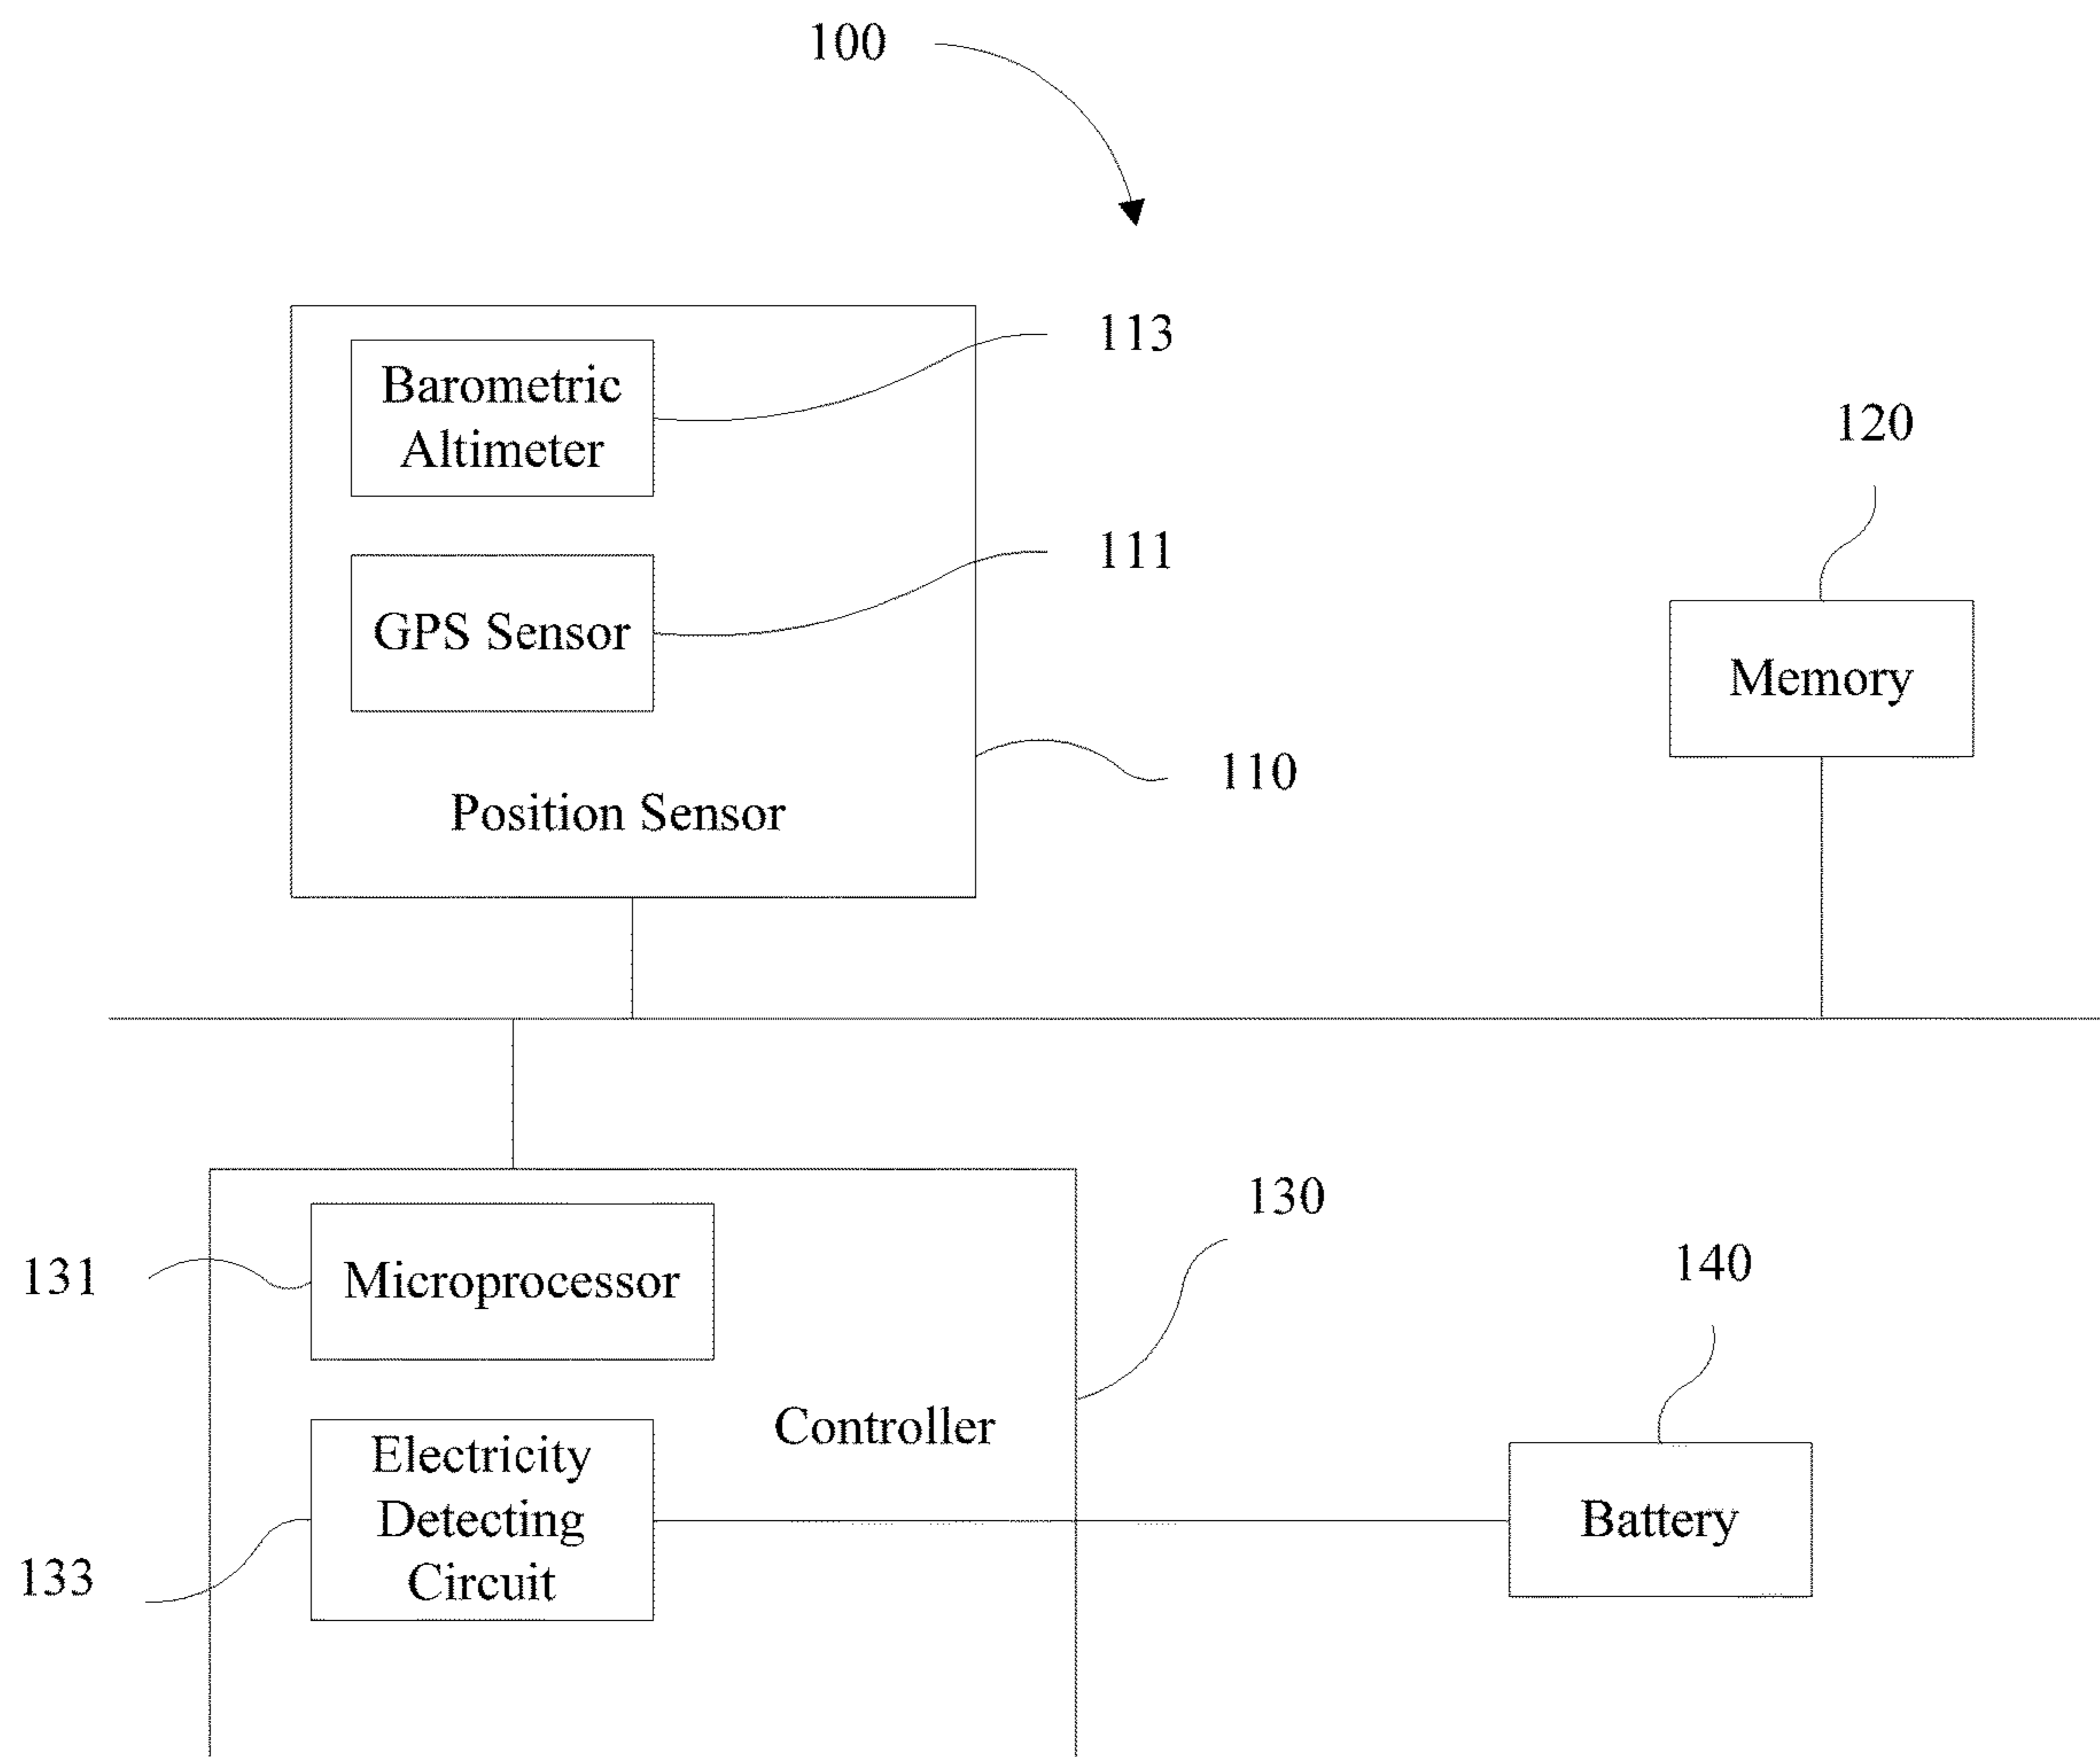 100
113
Barometric
Altimeter
120
111
GPS Sensor
Memory
110
Position Sensor
130
140
131
Microprocessor
Controller
Electricity
Detecting
Circuit
Battery
133